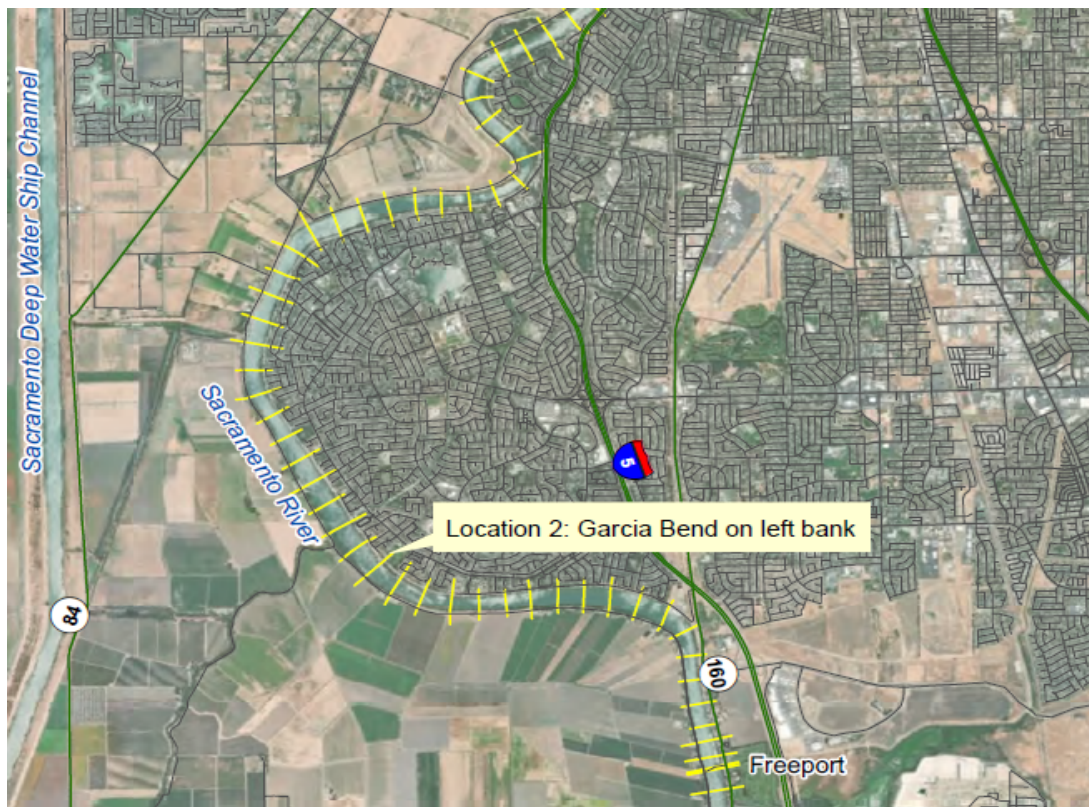 Sacramento Deep Water Ship Channel
Sacramento River
5
Location 2: Garcia Bend on left bank
84
160
Freeport